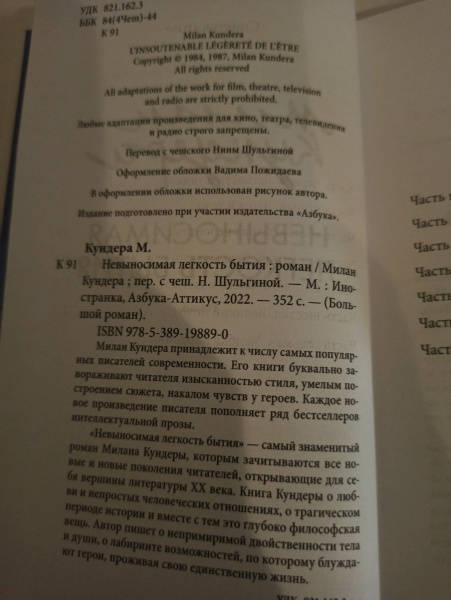 УДК 821.162.3
ББК 84(4Чет)-44
К 91
Milan Kundera
L'INSOUTENABLE LÉGÈRETÉ DE L'ÊTRE
Copyright © 1984, 1987, Milan Kundera
All rights reserved
All adaptations of the work for film, theatre, television
and radio are strictly prohibited.
Любые адаптации произведения для кино, театра, телевидения
и радио строго запрещены.
Перевод с чешского Нины Шульгиной
Оформление обложки Вадима Пожидаева
В оформлении обложки использован рисунок автора.
Издание подготовлено при участии издательства «Азбука».
Кундера М.
К 91 Невыносимая легкость бытия : роман / Милан
Кундера ; пер. с чеш. Н. Шульгиной. — М. : Ино-
странка, Азбука-Аттикус, 2022. — 352 с. — (Боль-
шой роман).
ISBN 978-5-389-19889-0
Милан Кундера принадлежит к числу самых популяр-
ных писателей современности. Его книги буквально за-
вораживают читателя изысканностью стиля, умелым по-
строением сюжета, накалом чувств у героев. Каждое но-
вое произведение писателя пополняет ряд бестселлеров
интеллектуальной прозы.
«Невыносимая легкость бытия» — самый знаменитый
роман Милана Кундеры, которым зачитываются все но-
вые и новые поколения читателей, открывающие для се-
бя вершины литературы XX века. Книга Кундеры о люб-
ви и непростых человеческих отношениях, о трагическом
периоде истории и вместе с тем это глубоко философская
вещь. Автор пишет о непримиримой двойственности тела
и души, о лабиринте возможностей, по которому блужда-
ют герои, проживая свою единственную жизнь.
УДК 821.162.3
Часть
Часть
Часть
Часть
Часть
Часть
Часть